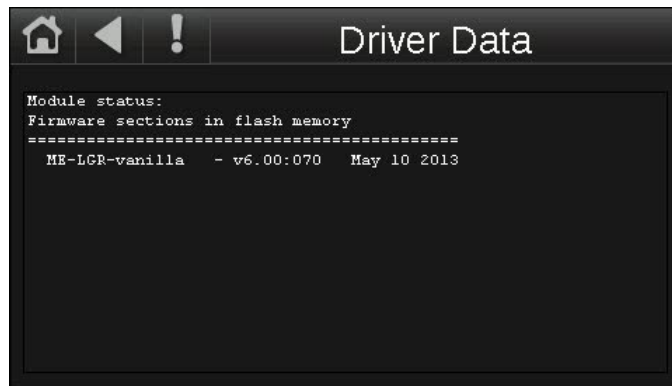 Driver Data
Module status:
Firmware sections in flash memory
============================================
ME-LGR-vanilla - v6.00:070 May 10 2013